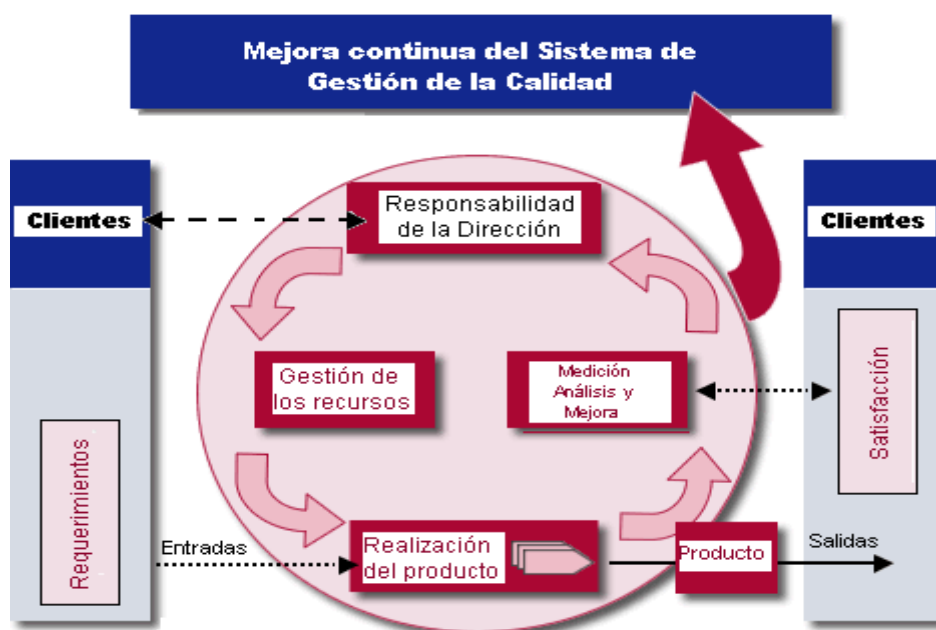 Mejora continua del Sistema de
Gestión de la Calidad
Clientes
Responsabilidad
de la Dirección
Clientes
Gestión de
los recursos
Medición
Análisis y
Mejora
Satisfacción
Requerimientos
Entradas
Realización
del producto
Producto
Salidas